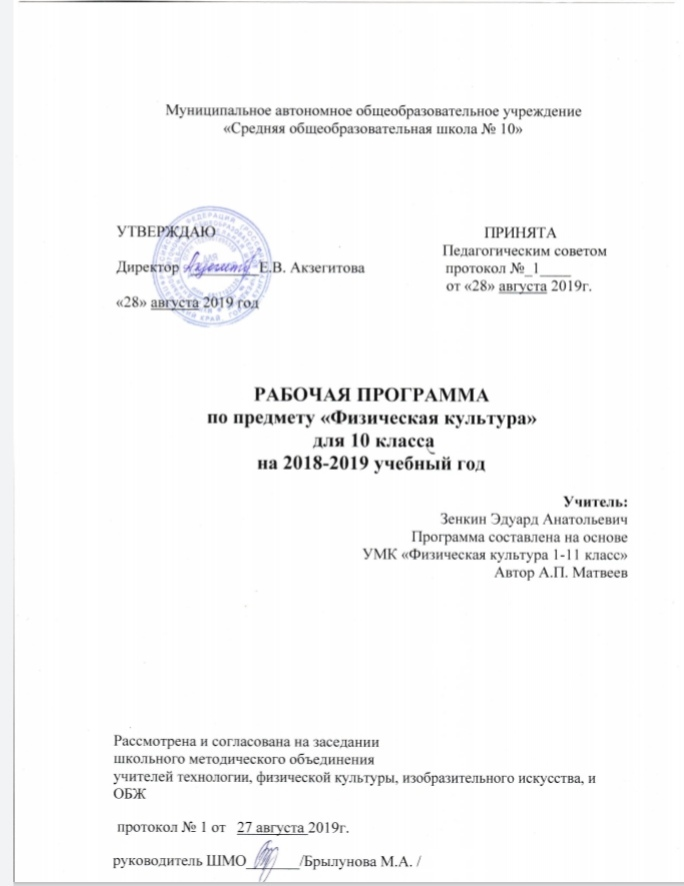 Муниципальное автономное общеобразовательное учреждение
«Средняя общеобразовательная школа № 10»
УТВЕРЖДАЮ
Директор Е.В. Акзегитова
«28» августа 2019 год
ПРИНЯТА
Педагогическим советом
протокол №_1____
от «28» августа 2019г.
РАБОЧАЯ ПРОГРАММА
по предмету «Физическая культура»
для 10 класса
на 2018-2019 учебный год
Учитель:
Зенкин Эдуард Анатольевич
Программа составлена на основе
УМК «Физическая культура 1-11 класс»
Автор А.П. Матвеев
Рассмотрена и согласована на заседании
школьного методического объединения
учителей технологии, физической культуры, изобразительного искусства, и
ОБЖ
протокол № 1 от 27 августа 2019г.
руководитель ШМО_______/Брылунова М.А. /